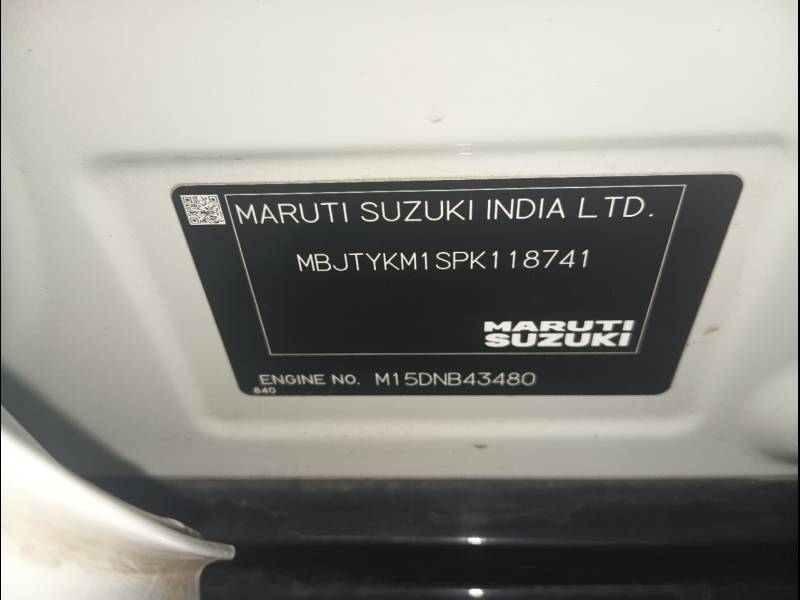 MARUTI SUZUKI INDIA LTD.
MBJTYKM1SPK118741
MARUTI
SUZUKI
ENGINE NO. M15DNB43480
840